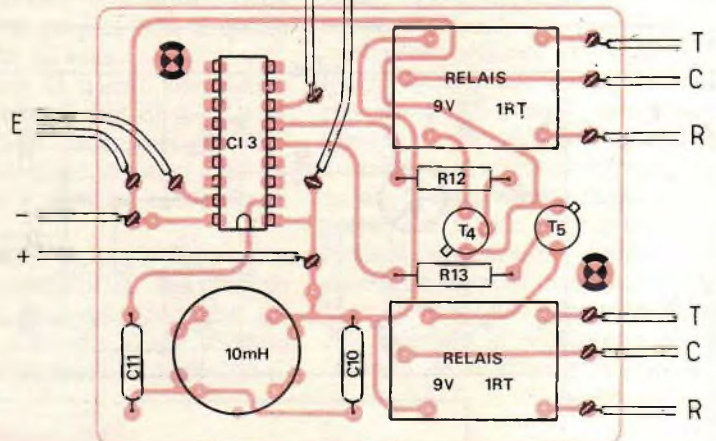 T
RELAIS
C
9V 1RT
E
CI 3
R
R12
-
T4
T5
+
R13
T
10mH
C11
C10
RELAIS
C
9V 1RT
R